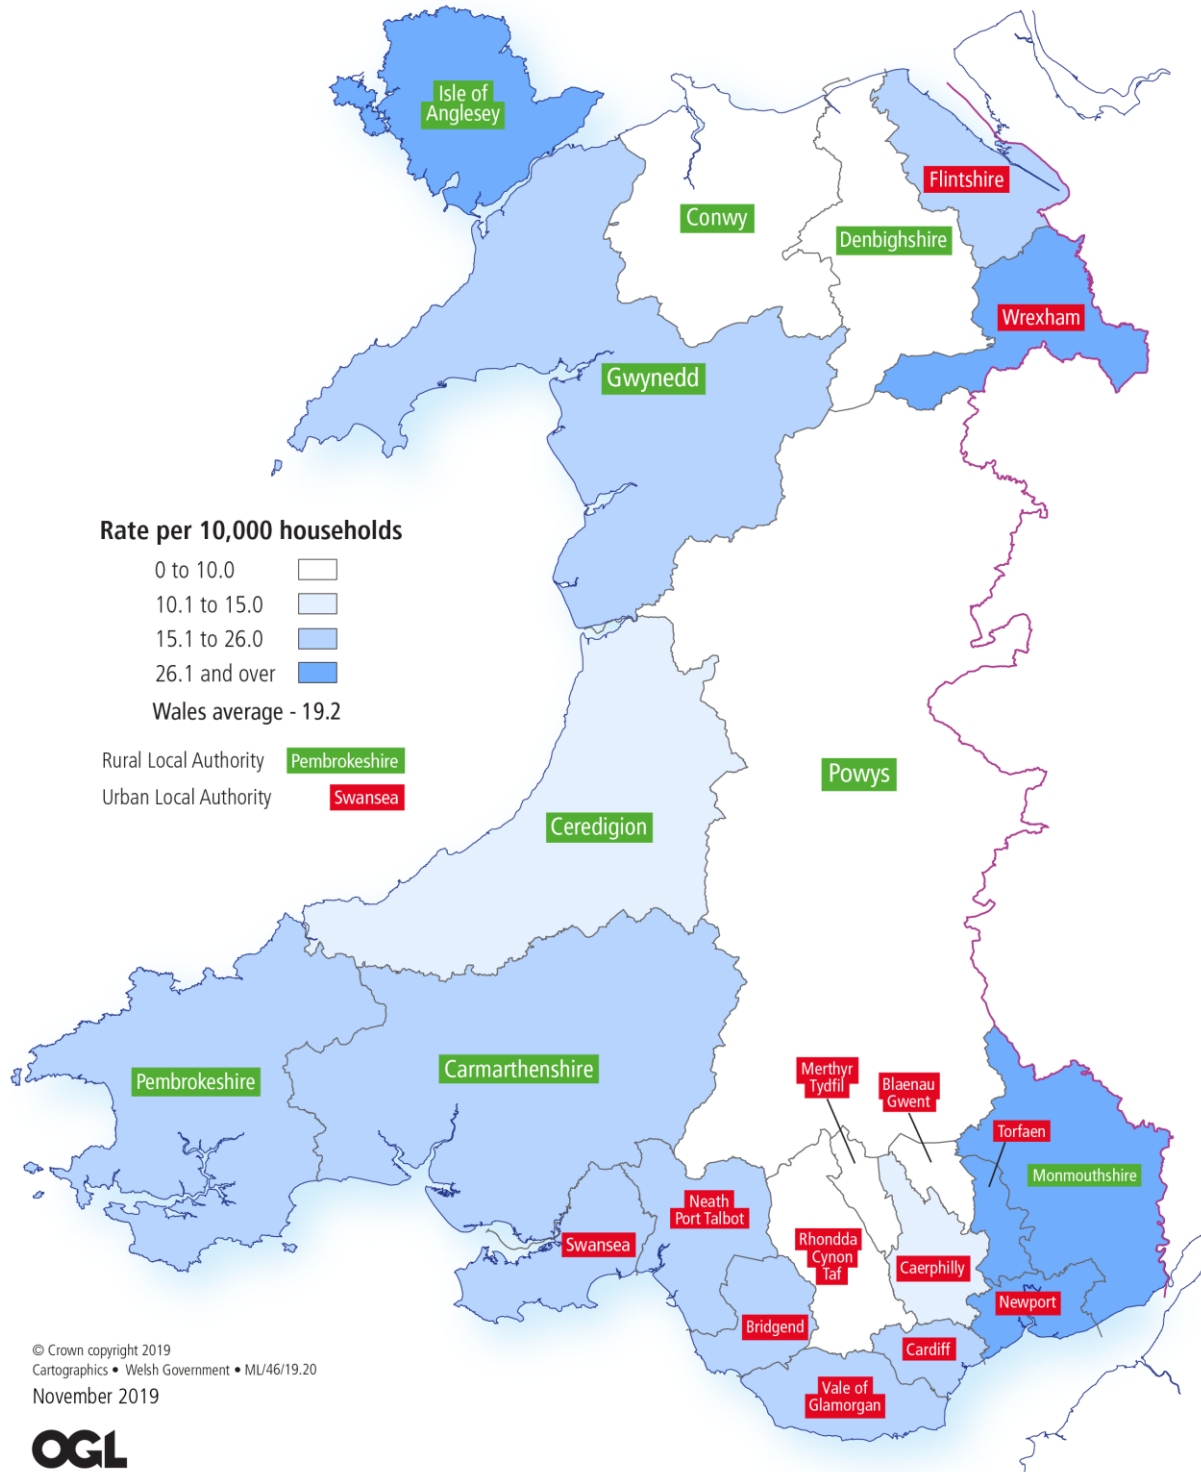 Isle of
Anglesey
Flintshire
Conwy
Denbighshire
Wrexham
Gwynedd
Rate per 10,000 households
0 to 10.0
10.1 to 15.0
15.1 to 26.0
26.1 and over
Wales average - 19.2
Rural Local Authority Pembrokeshire
Urban Local Authority Swansea
Powys
Ceredigion
Carmarthenshire
Pembrokeshire
Merthyr
Tydfil
Blaenau
Gwent
Torfaen
Monmouthshire
Neath
Port Talbot
Swansea
Rhondda
Cynon
Taf
Caerphilly
Newport
Bridgend
Cardiff
Vale of
Glamorgan
© Crown copyright 2019
Cartographics • Welsh Government • ML/46/19.20
November 2019
OGL